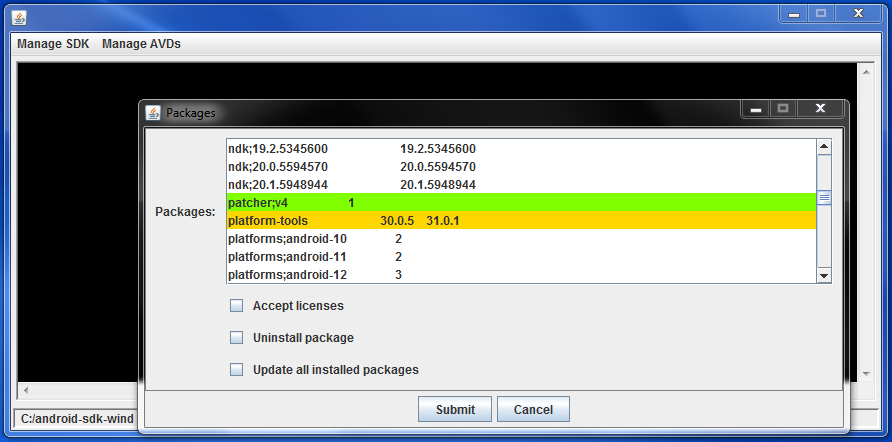 Manage SDK Manage AVDs
Packages
Packages:
ndk;19.2.5345600 19.2.5345600
ndk;20.0.5594570 20.0.5594570
ndk;20.1.5948944 20.1.5948944
patcher;v4 1
platform-tools 30.0.5 31.0.1
platforms;android-10 2
platforms;android-11 2
platforms;android-12 3
Accept licenses
Uninstall package
Update all installed packages
Submit Cancel
C:/android-sdk-wind